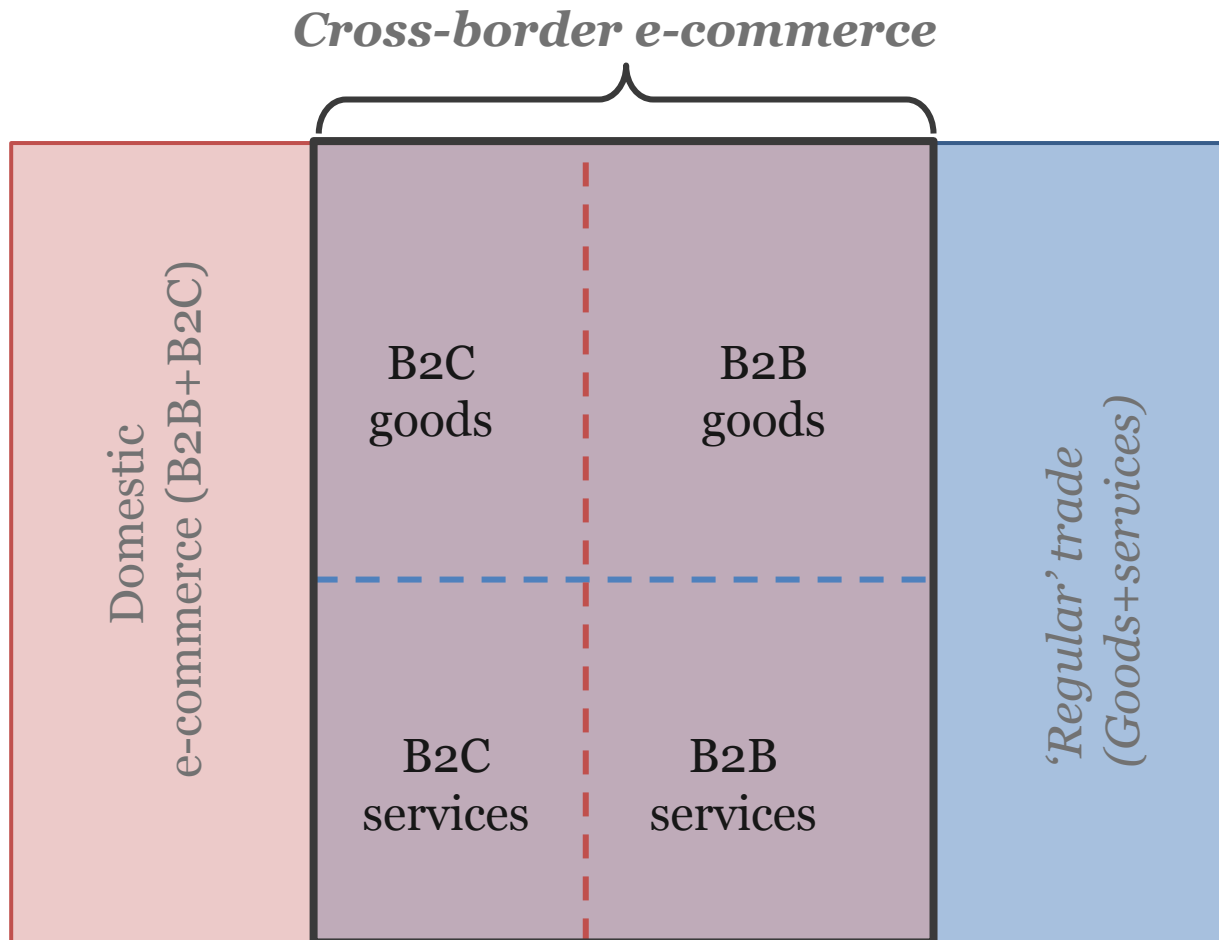 Cross-border e-commerce
Domestic
e-commerce (B2B+B2C)
B2C
goods
B2B
goods
B2C
services
B2B
services
‘Regular’ trade
(Goods+services)